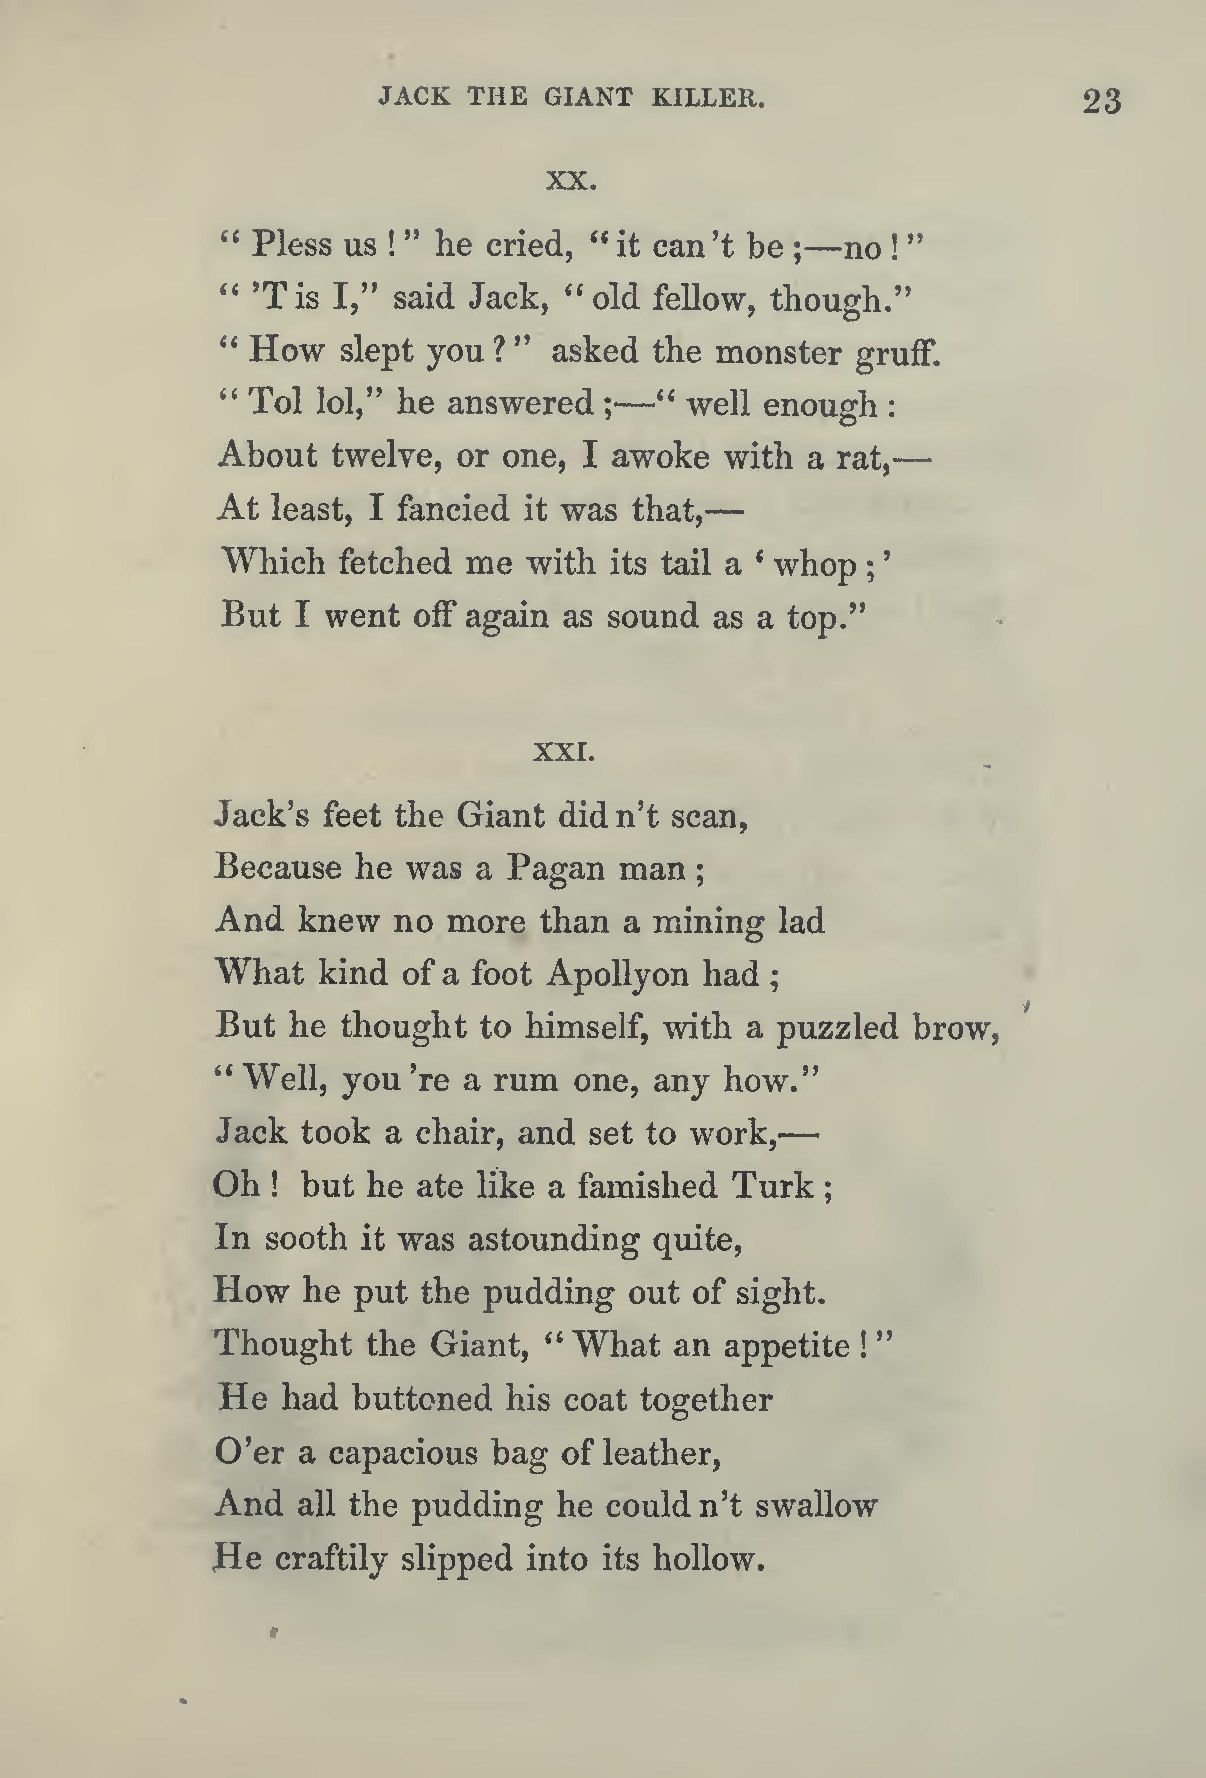 JACK THE GIANT KILLER. 23
XX.
“ Pless us ! ” he cried, “ it can ’t be ;—no ! ”
“ ’T is I,” said Jack, “ old fellow, though.”
“ How slept you ? ” asked the monster gruff.
“ Tol lol,” he answered ;—“ well enough :
About twelve, or one, I awoke with a rat,—
At least, I fancied it was that,—
Which fetched me with its tail a ‘ whop ; ’
But I went off again as sound as a top.”
XXI.
Jack’s feet the Giant did n’t scan,
Because he was a Pagan man ;
And knew no more than a mining lad
What kind of a foot Apollyon had ;
But he thought to himself, with a puzzled brow,
“ Well, you ’re a rum one, any how.”
Jack took a chair, and set to work,—
Oh ! but he ate like a famished Turk ;
In sooth it was astounding quite,
How he put the pudding out of sight.
Thought the Giant, “ What an appetite ! ”
He had buttoned his coat together
O’er a capacious bag of leather,
And all the pudding he could n’t swallow
He craftily slipped into its hollow.